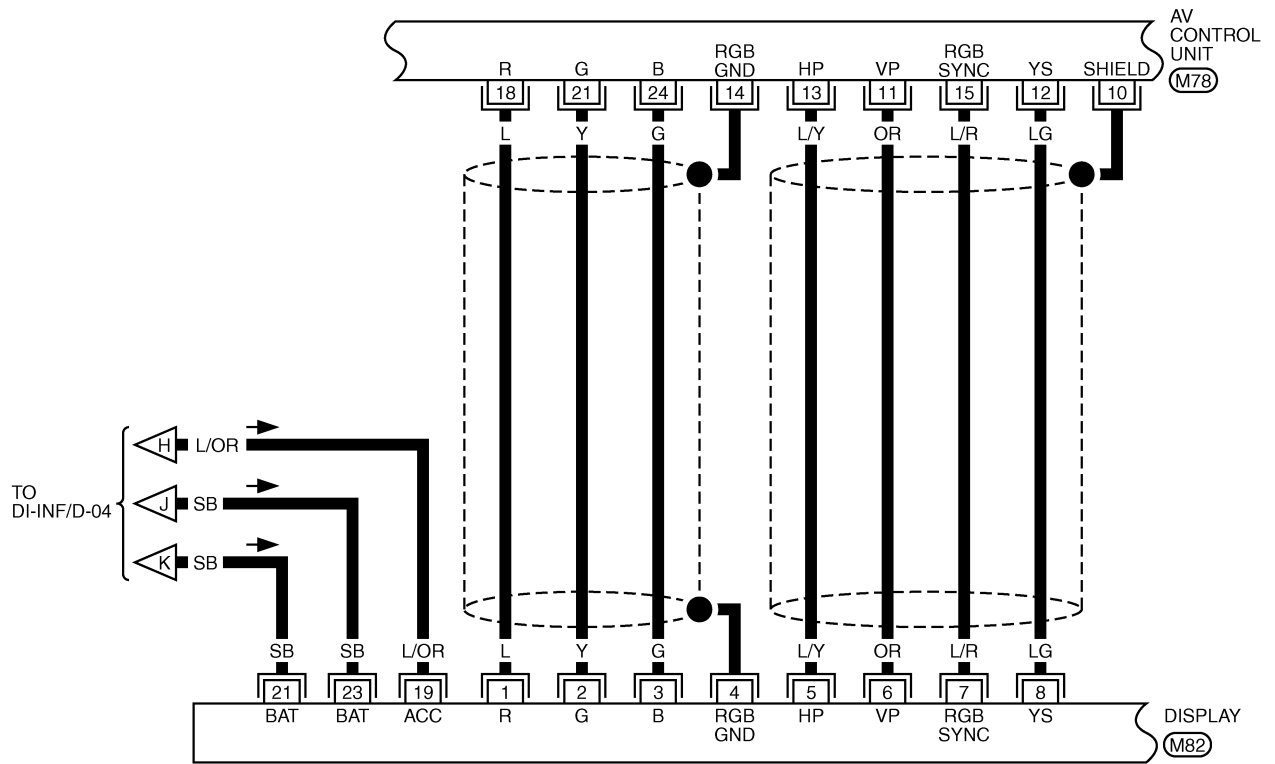 AV
CONTROL
UNIT
M78
R G B RGB GND HP VP RGB SYNC YS SHIELD
18 21 24 14 13 11 15 12 10
L Y G L/Y OR L/R LG
TO
DI-INF/D-04
H L/OR
J SB
K SB
SB SB L/OR L Y G L/Y OR L/R LG
21 23 19 1 2 3 4 5 6 7 8
BAT BAT ACC R G B RGB GND HP VP RGB SYNC YS
DISPLAY
M82